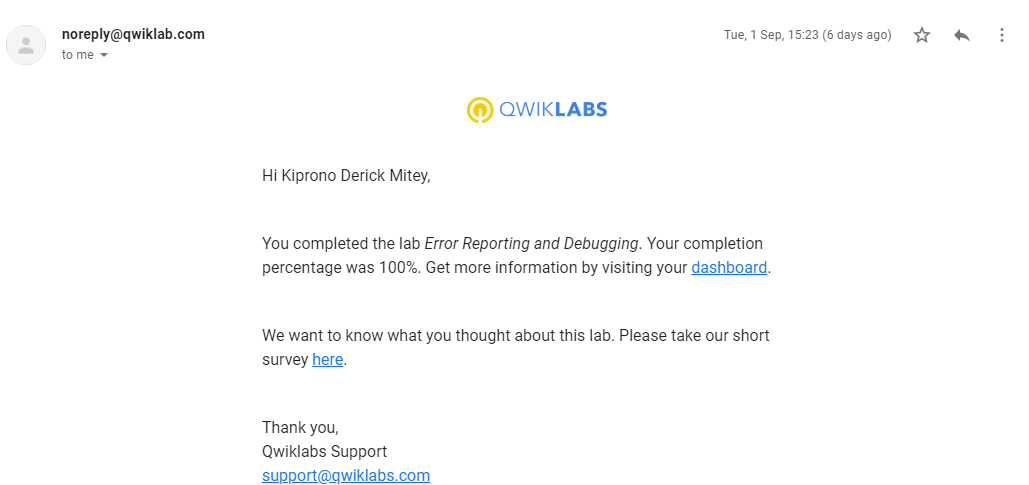 noreply@qwiklab.com
Tue, 1 Sep, 15:23 (6 days ago)
to me
QWIKLABS
Hi Kiprono Derick Mitey,
You completed the lab Error Reporting and Debugging. Your completion
percentage was 100%. Get more information by visiting your dashboard.
We want to know what you thought about this lab. Please take our short
survey here.
Thank you,
Qwiklabs Support
support@qwiklabs.com